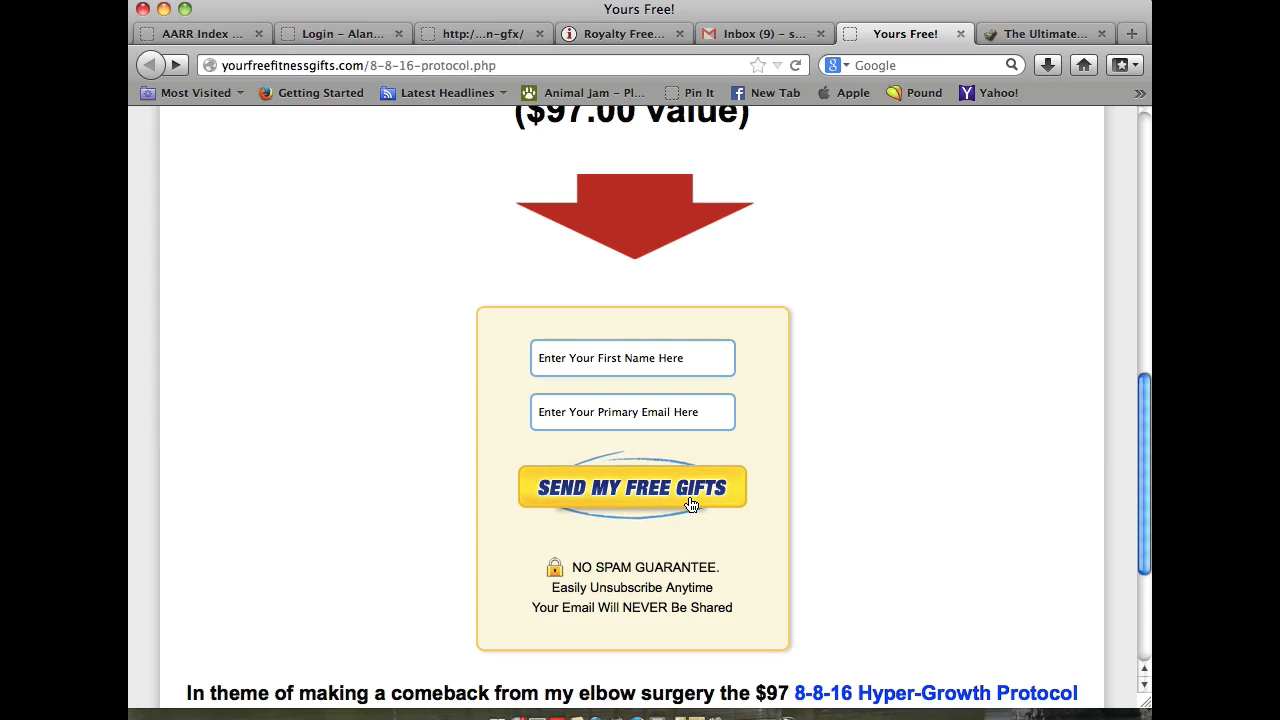 Yours Free!
AARR Index ...
Login – Alan...
http:/...n-gfx/
Royalty Free...
Inbox (9) – s...
Yours Free!
The Ultimate...
yourfreefitnessgifts.com/8-8-16-protocol.php
Google
Most Visited
Getting Started
Latest Headlines
Animal Jam – Pl...
Pin It
New Tab
Apple
Pound
Yahoo!
($97.00 Value)
Enter Your First Name Here
Enter Your Primary Email Here
SEND MY FREE GIFTS
NO SPAM GUARANTEE.
Easily Unsubscribe Anytime
Your Email Will NEVER Be Shared
In theme of making a comeback from my elbow surgery the $97 8-8-16 Hyper-Growth Protocol